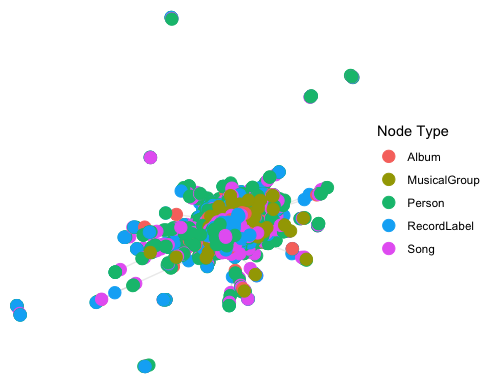 Node Type
Album
MusicalGroup
Person
RecordLabel
Song